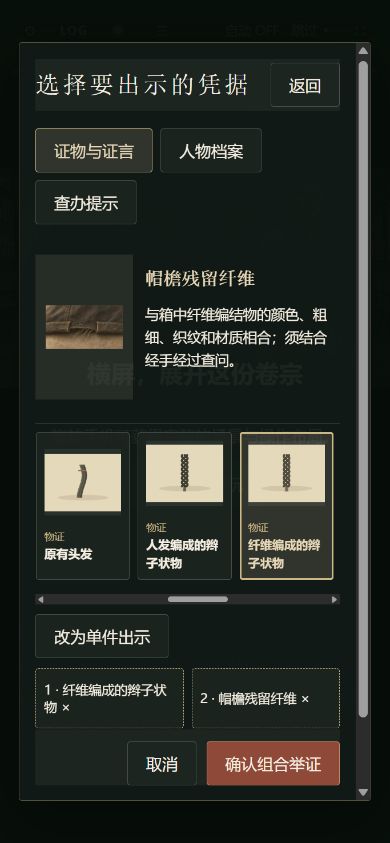 LOG
自动 OFF
选择要出示的凭据
返回
证物与证言
人物档案
查办提示
帽檐残留纤维
与箱中纤维编结物的颜色、粗
细、织纹和材质相合；须结合
经手经过查问。
横屏，展开这份卷宗
物证
原有头发
物证
人发编成的辫
子状物
物证
纤维编成的辫
子状物
改为单件出示
1 · 纤维编成的辫子状
物 ×
2 · 帽檐残留纤维 ×
取消
确认组合举证